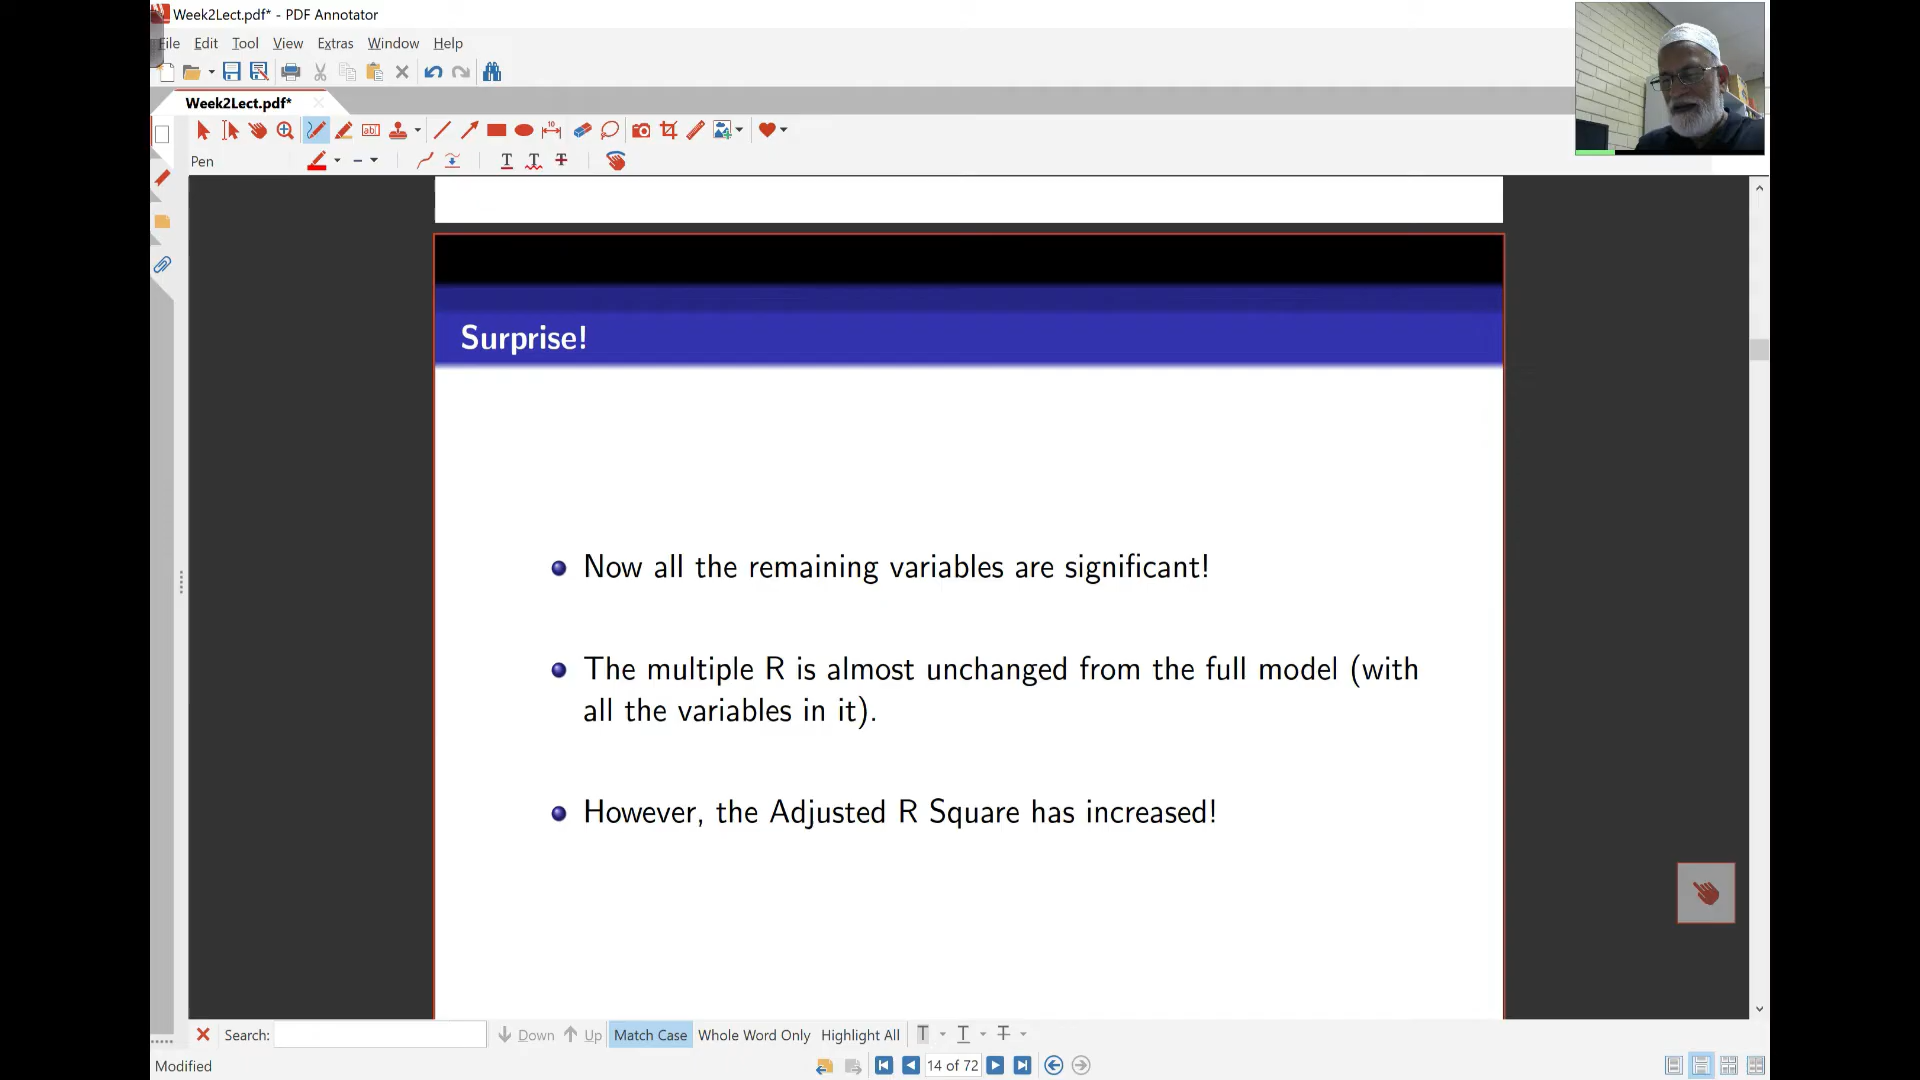 Week2Lect.pdf* - PDF Annotator
File Edit Tool View Extras Window Help
Week2Lect.pdf*
Pen
Surprise!
Now all the remaining variables are significant!
The multiple R is almost unchanged from the full model (with
all the variables in it).
However, the Adjusted R Square has increased!
Search: Down Up Match Case Whole Word Only Highlight All
Modified
14 of 72